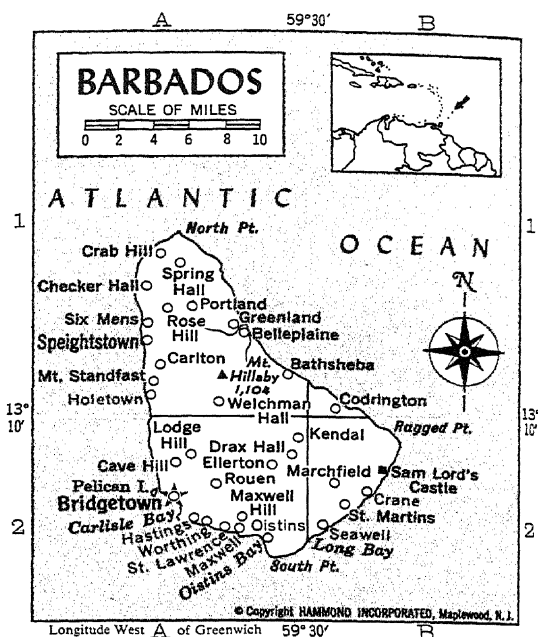 A 59°30' B
BARBADOS
SCALE OF MILES
0 2 4 6 8 10
ATLANTIC
OCEAN
1 1
North Pt.
Crab Hill
Spring
Hall
Checker Hall
N
Portland
Six Mens
Rose
Hill
Greenland
Belleplaine
Speightstown
Carlton
Mt.
Hillaby
1,104
Bathsheba
Mt. Standfast
Holetown
Welchman
Hall
Codrington
13°
10'
13°
10'
Ragged Pt.
Lodge
Hill
Kendal
Drax Hall
Cave Hill
Ellerton
Marchfield
Sam Lord's
Castle
Pelican I.
Rouen
Bridgetown
Maxwell
Hill
Crane
Carlisle Bay
St. Martins
Hastings
Oistins
Worthing
Seawell
St. Lawrence
Maxwell
Long Bay
Oistins Bay
2 2
South Pt.
© Copyright HAMMOND INCORPORATED, Maplewood, N.J.
Longitude West A of Greenwich 59°30' B